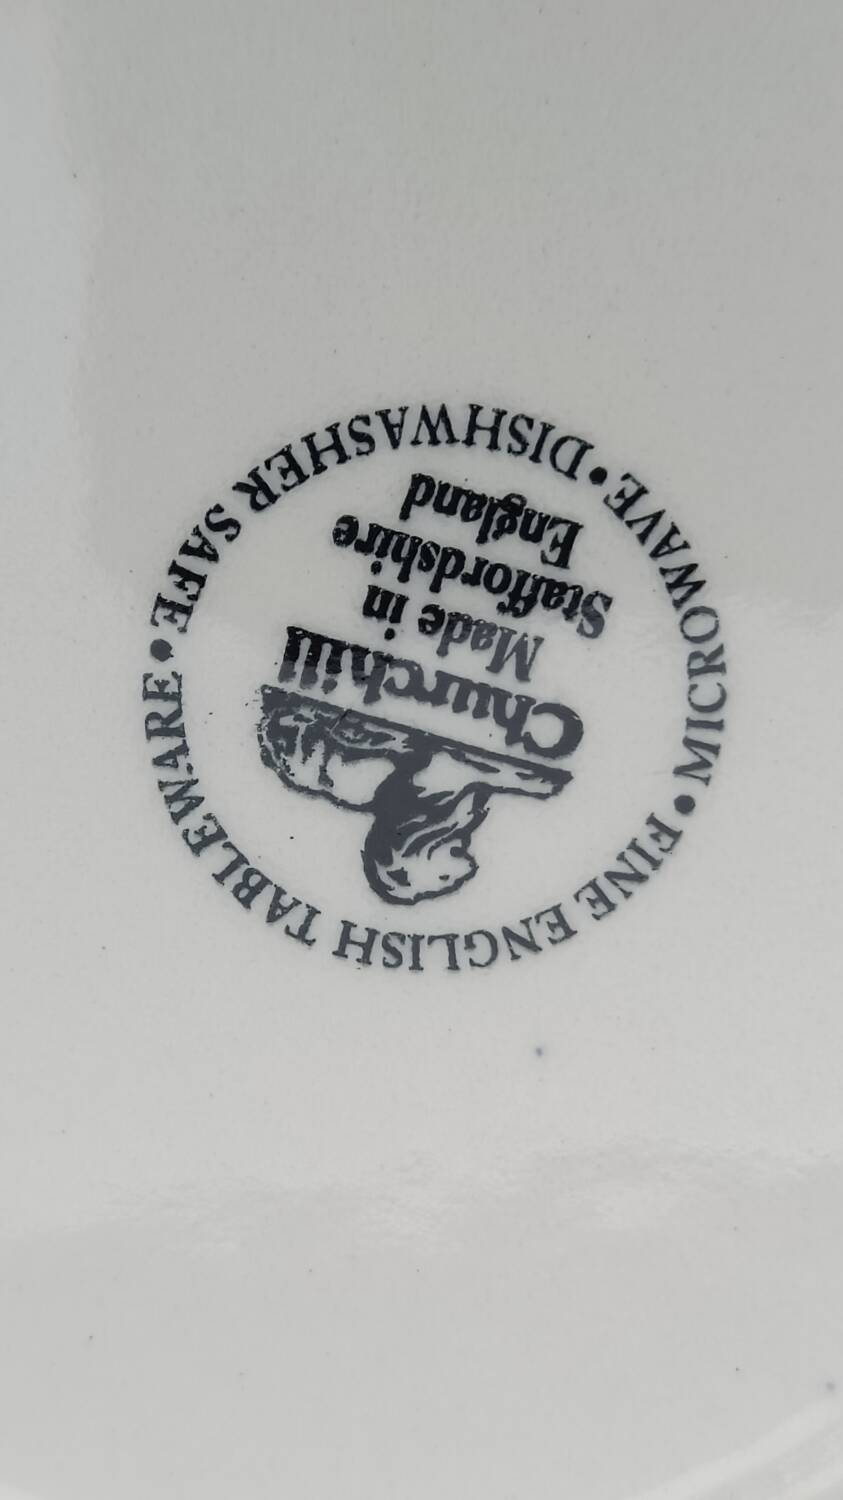 FINE ENGLISH TABLEWARE •
MICROWAVE • DISHWASHER SAFE •
Churchill
Made in
Staffordshire
England